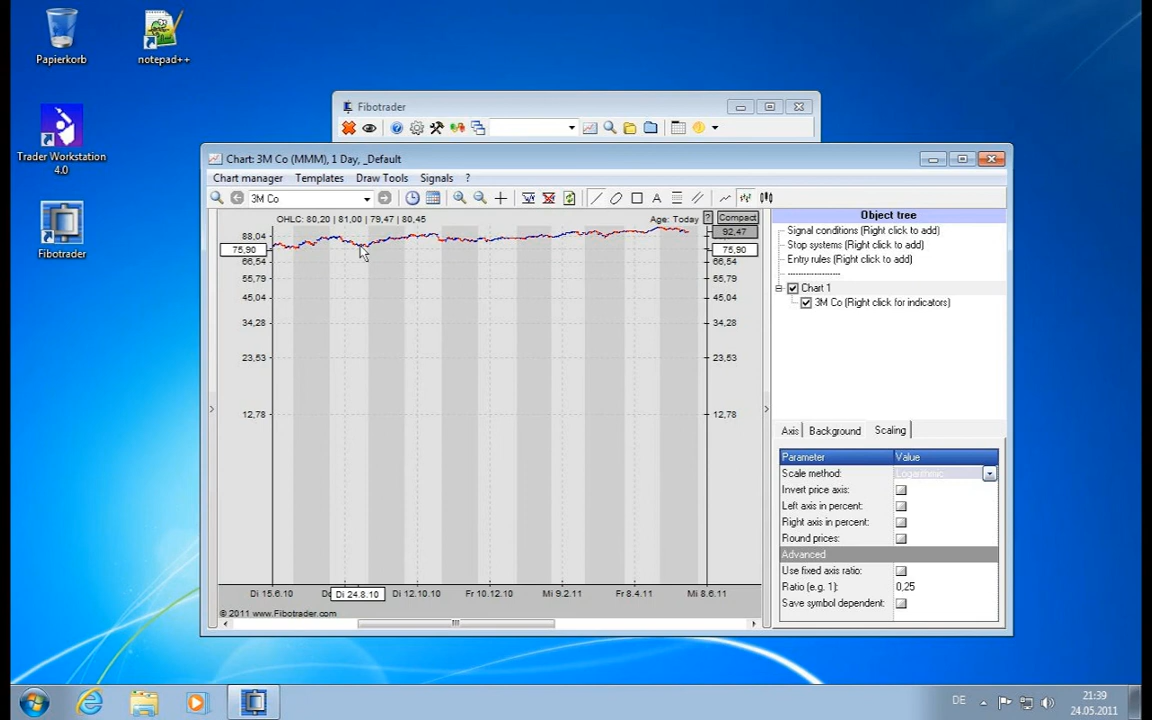 Papierkorb
notepad++
Trader Workstation
4.0
Fibotrader
Fibotrader
Chart: 3M Co (MMM), 1 Day, _Default
Chart manager Templates Draw Tools Signals ?
3M Co
OHLC: 80,20 | 81,00 | 79,47 | 80,45
Age: Today ? Compact
88,04 92,47
75,90 75,90
66,54 66,54
55,79 55,79
45,04 45,04
34,28 34,28
23,53 23,53
12,78 12,78
Di 15.6.10 Di 24.8.10 Di 12.10.10 Fr 10.12.10 Mi 9.2.11 Fr 8.4.11 Mi 8.6.11
© 2011 www.Fibotrader.com
Object tree
Signal conditions (Right click to add)
Stop systems (Right click to add)
Entry rules (Right click to add)
--------------------
Chart 1
3M Co (Right click for indicators)
Axis Background Scaling
Parameter Value
Scale method: Logarithmic
Invert price axis:
Left axis in percent:
Right axis in percent:
Round prices:
Advanced
Use fixed axis ratio:
Ratio (e.g. 1): 0,25
Save symbol dependent:
DE
21:39
24.05.2011